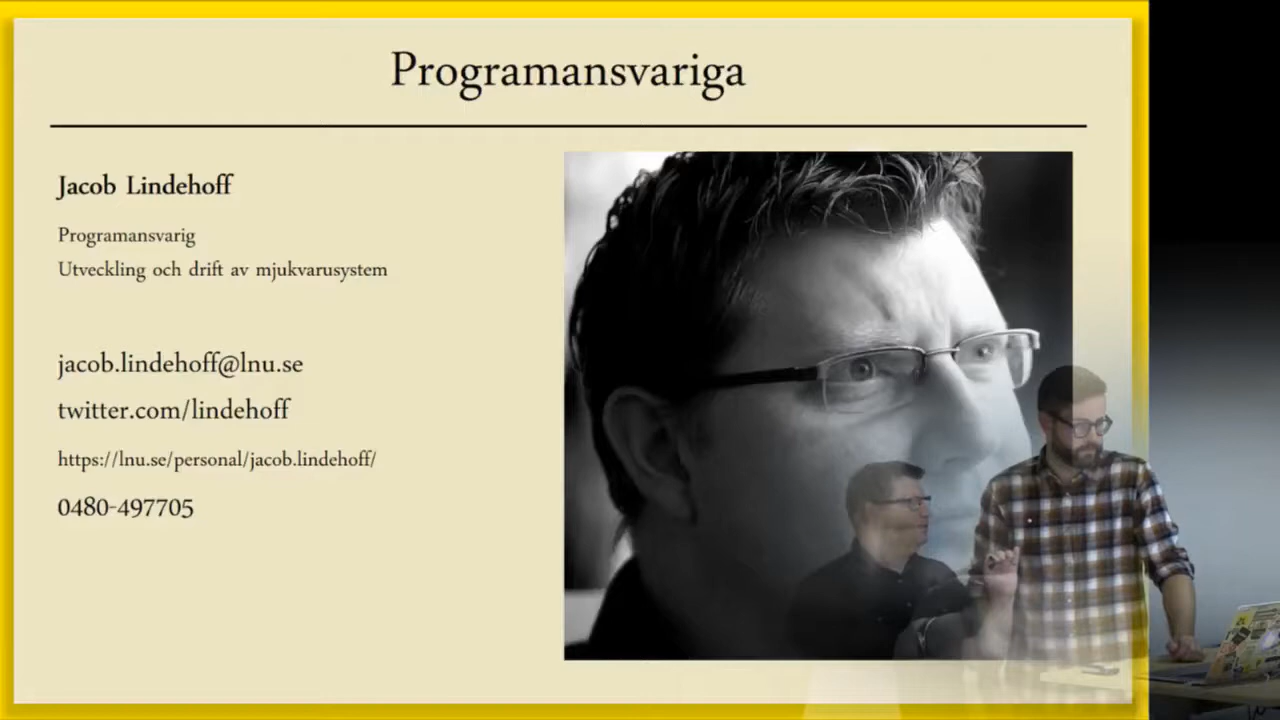 Programansvariga
Jacob Lindehoff
Programansvarig
Utveckling och drift av mjukvarusystem
jacob.lindehoff@lnu.se
twitter.com/lindehoff
https://lnu.se/personal/jacob.lindehoff/
0480-497705